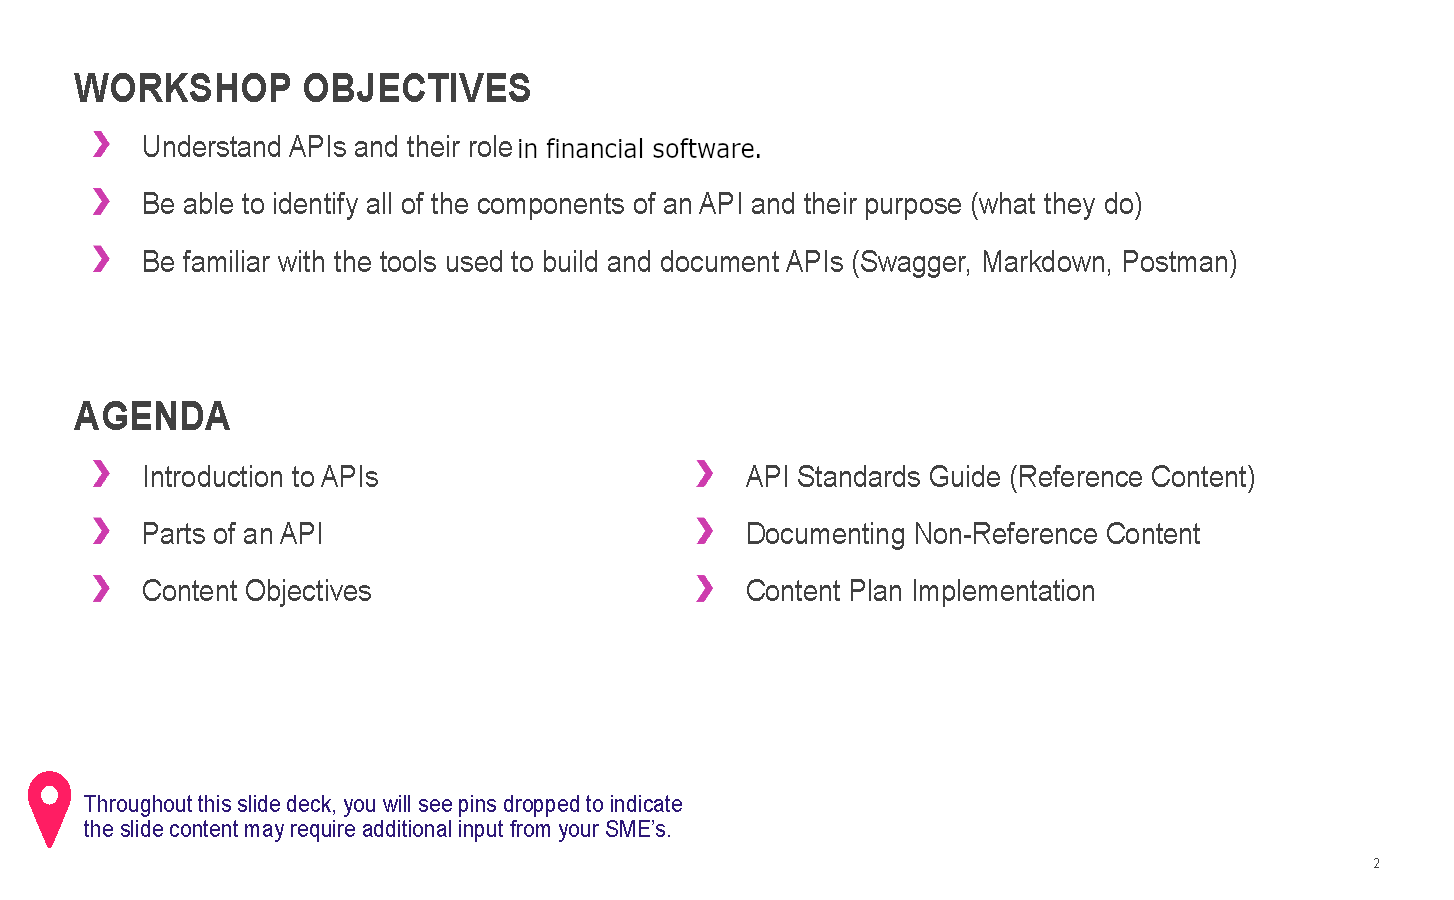 WORKSHOP OBJECTIVES
Understand APIs and their role in financial software.
Be able to identify all of the components of an API and their purpose (what they do)
Be familiar with the tools used to build and document APIs (Swagger, Markdown, Postman)
AGENDA
Introduction to APIs
Parts of an API
Content Objectives
API Standards Guide (Reference Content)
Documenting Non-Reference Content
Content Plan Implementation
Throughout this slide deck, you will see pins dropped to indicate
the slide content may require additional input from your SME’s.
2